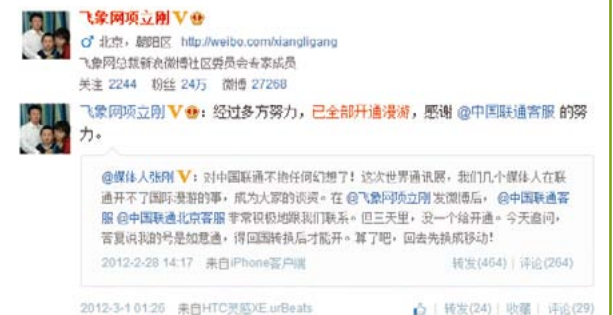 飞象网项立刚
北京，朝阳区 http://weibo.com/xiangligang
飞象网总裁新浪微博社区委员会专家成员
关注 2244 粉丝 24万 微博 27268
飞象网项立刚：经过多方努力，已全部开通漫游，感谢 @中国联通客服 的努
力。
@媒体人张刚：对中国联通不抱任何幻想了！这次世界通讯展，我们几个媒体人在联
通开不了国际漫游的事，成为大家的谈资。在 @飞象网项立刚 发微博后， @中国联通客
服 @中国联通北京客服 非常积极地跟我们联系。但三天里，没一个给开通。今天追问，
答复说我的号是如意通，得回国转换后才能开。算了吧，回去先换成移动！
2012-2-28 14:17 来自iPhone客户端 转发(464) | 评论(264)
2012-3-1 01:26 来自HTC灵感XE.urBeats 转发(24) | 收藏 | 评论(29)